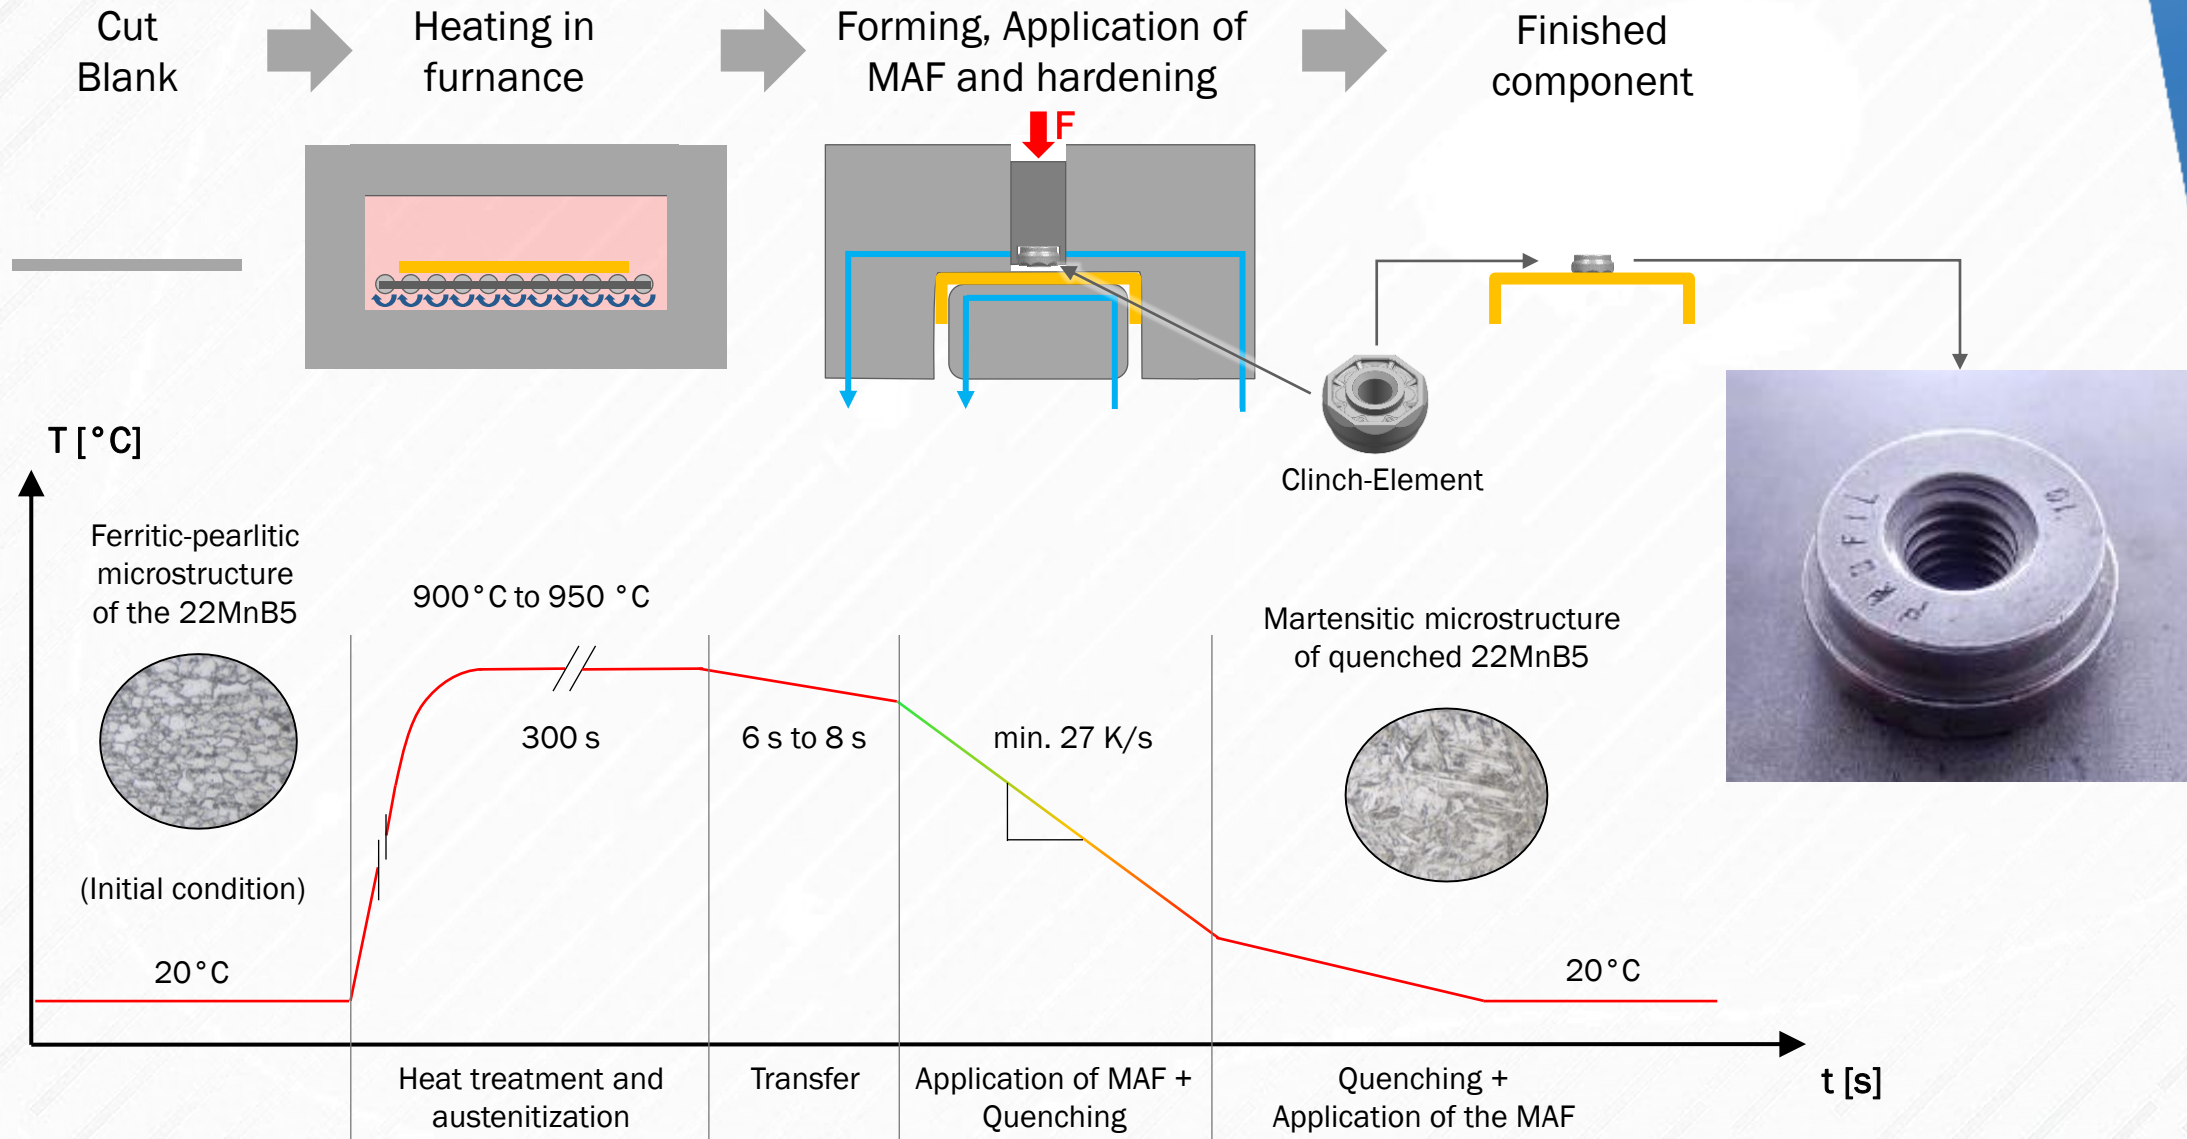 Cut
Blank
Heating in
furnance
Forming, Application of
MAF and hardening
Finished
component
F
Clinch-Element
T [°C]
Ferritic-pearlitic
microstructure
of the 22MnB5
(Initial condition)
20°C
900°C to 950 °C
300 s
6 s to 8 s
min. 27 K/s
Martensitic microstructure
of quenched 22MnB5
20°C
PROFIL
10
Heat treatment and
austenitization
Transfer
Application of MAF +
Quenching
Quenching +
Application of the MAF
t [s]